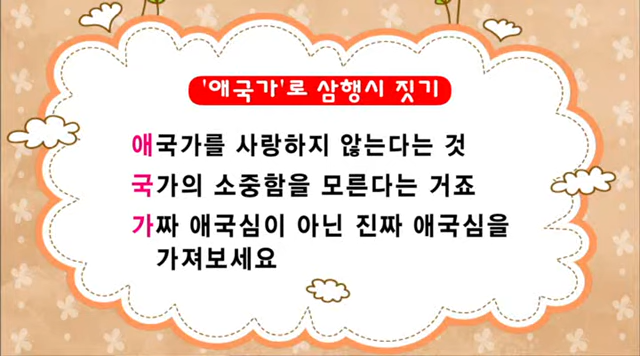 '애국가'로 삼행시 짓기
애국가를 사랑하지 않는다는 것
국가의 소중함을 모른다는 거죠
가짜 애국심이 아닌 진짜 애국심을
가져보세요